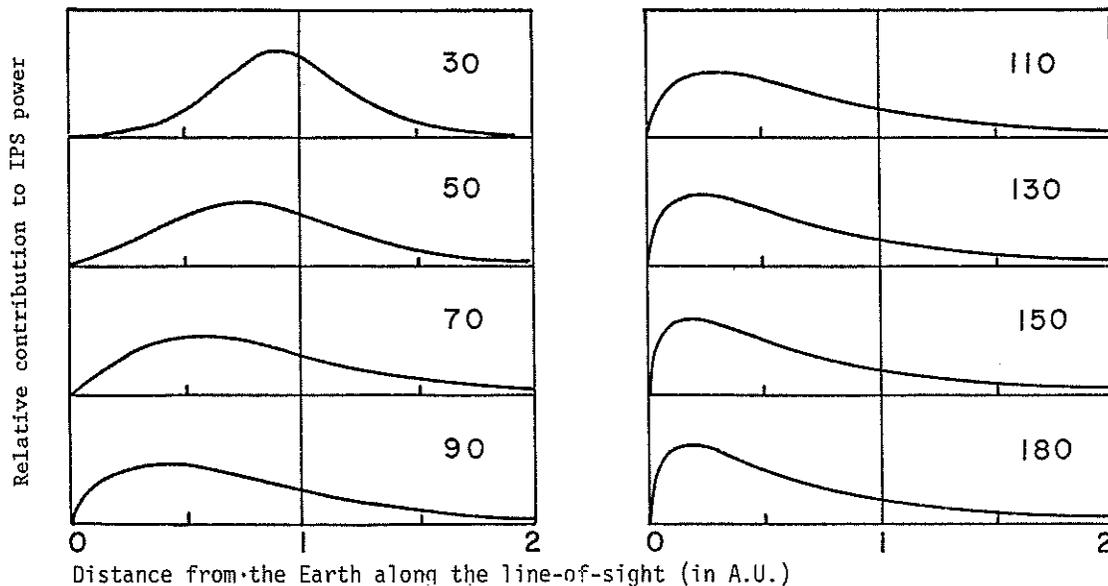 Relative contribution to IPS power
30
50
70
90
0 1 2
110
130
150
180
0 1 2
Distance from the Earth along the line-of-sight (in A.U.)